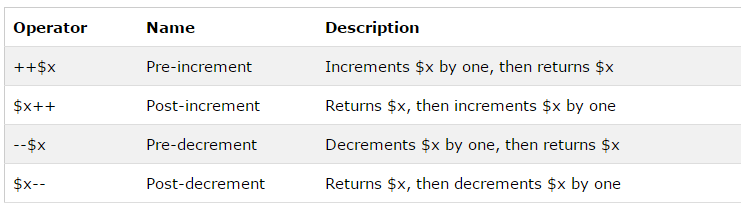 Operator Name Description
++$x Pre-increment Increments $x by one, then returns $x
$x++ Post-increment Returns $x, then increments $x by one
--$x Pre-decrement Decrements $x by one, then returns $x
$x-- Post-decrement Returns $x, then decrements $x by one